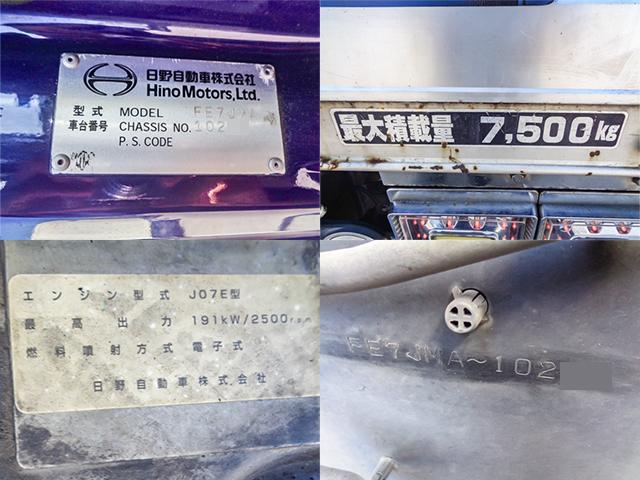 日野自動車株式会社
Hino Motors, Ltd.
型式 MODEL FE7JMA
車台番号 CHASSIS NO. 102
P. S. CODE
最大積載量 7,500kg
エンジン型式 J07E型
最高出力 191kW/2500rpm
燃料噴射方式 電子式
日野自動車株式会社
FE7JMA~102